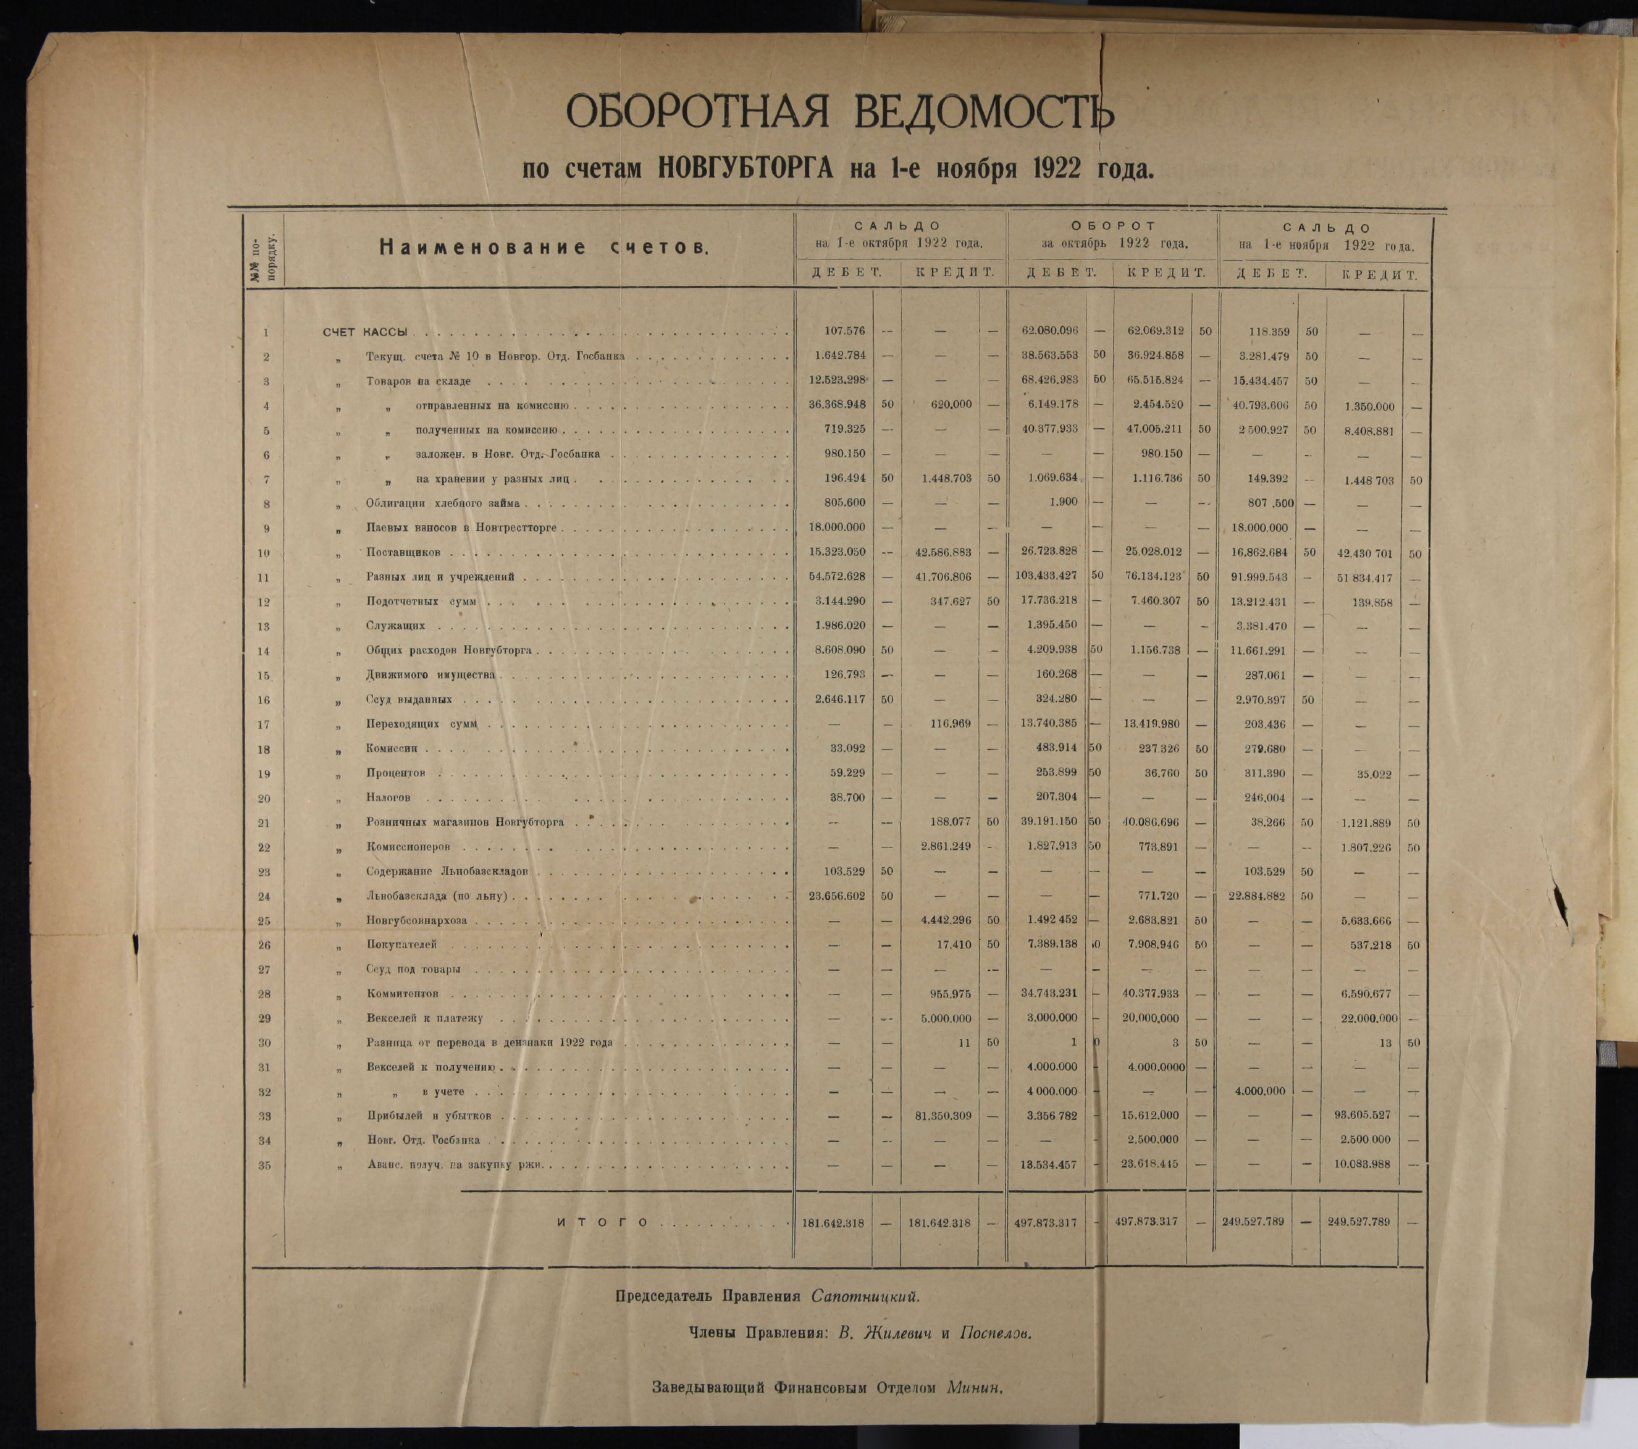 ОБОРОТНАЯ ВЕДОМОСТЬ
по счетам НОВГУБТОРГА на 1-е ноября 1922 года.
№№ по-порядку. Наименование счетов. САЛЬДО на 1-е октября 1922 года. ОБОРОТ за октябрь 1922 года. САЛЬДО на 1-е ноября 1922 года.
ДЕБЕТ. КРЕДИТ. ДЕБЕТ. КРЕДИТ. ДЕБЕТ. КРЕДИТ.
1 СЧЕТ КАССЫ 107.576 — — — 62.080.096 — 62.069.312 50 118.359 50 — —
2 „ Текущ. счета № 10 в Новгор. Отд. Госбанка 1.642.784 — — — 38.563.553 50 36.924.858 — 3.281.479 50 — —
3 „ Товаров на складе 12.523.298 — — — 68.426.983 50 65.515.824 — 15.434.457 50 — —
4 „ „ отправленных на комиссию 36.368.948 50 620.000 — 6.149.178 — 2.454.520 — 40.793.606 50 1.350.000 —
5 „ „ полученных на комиссию 719.325 — — — 40.377.933 — 47.005.211 50 2 500.927 50 8.408.881 —
6 „ „ заложен. в Новг. Отд. Госбанка 980.150 — — — — — 980.150 — — — — —
7 „ „ на хранении у разных лиц 196.494 50 1.448.703 50 1.069.634 — 1.116.736 50 149.392 — 1.448 703 50
8 „ Облигации хлебного займа 805.600 — — — 1.900 — — — 807 .500 — — —
9 „ Паевых взносов в Новтрестторге 18.000.000 — — — — — — — 18.000.000 — — —
10 „ Поставщиков 15.323.050 — 42.586.883 — 26.723.828 — 25.028.012 — 16.862.684 50 42.430 701 50
11 „ Разных лиц и учреждений 54.572.628 — 41.706.806 — 103.433.427 50 76.134.123 50 91.999.543 — 51 834.417 —
12 „ Подотчетных сумм 3.144.290 — 347.627 50 17.736.218 — 7.460.307 50 13.212.431 — 139.858 —
13 „ Служащих 1.986.020 — — — 1.395.450 — — — 3.381.470 — — —
14 „ Общих расходов Новгубторга 8.608.090 50 — — 4.209.938 50 1.156.738 — 11.661.291 — — —
15 „ Движимого имущества 126.793 — — — 160.268 — — — 287.061 — — —
16 „ Ссуд выданных 2.646.117 50 — — 324.280 — — — 2.970.397 50 — —
17 „ Переходящих сумм — — 116.969 — 13.740.385 — 13.419.980 — 203.436 — — —
18 „ Комиссии 33.092 — — — 483.914 50 237.326 50 279.680 — — —
19 „ Процентов 59.229 — — — 253.899 50 36.760 50 311.390 — 35.022 —
20 „ Налогов 38.700 — — — 207.304 — — — 246.004 — — —
21 „ Розничных магазинов Новгубторга — — 188.077 50 39.191.150 50 40.086.696 — 38.266 50 1.121.889 50
22 „ Комиссионеров — — 2.861.249 — 1.827.913 50 773.891 — — — 1.807.226 50
23 „ Содержание Льнобазскладов 103.529 50 — — — — — — 103.529 50 — —
24 „ Льнобазсклада (по льну) 23.656.602 50 — — — — 771.720 — 22.884.882 50 — —
25 „ Новгубсовнархоза — — 4.442.296 50 1.492 452 — 2.683.821 50 — — 5.633.666 —
26 „ Покупателей — — 17.410 50 7.389.138 0 7.908.946 50 — — 537.218 50
27 „ Ссуд под товары — — — — — — — — — — — —
28 „ Коммитентов — — 955.975 — 34.743.231 — 40.377.933 — — — 6.590.677 —
29 „ Векселей к платежу — — 5.000.000 — 3.000.000 — 20.000.000 — — — 22.000.000 —
30 „ Разница от перевода в дензнаки 1922 года — — 11 50 1 0 3 50 — — 13 50
31 „ Векселей к получению — — — — 4.000.000 — 4.000.0000 — — — — —
32 „ „ в учете — — — — 4 000.000 — — — 4.000.000 — — —
33 „ Прибылей и убытков — — 81.350.309 — 3.356 782 — 15.612.000 — — — 93.605.527 —
34 „ Новг. Отд. Госбанка — — — — — — 2.500.000 — — — 2.500 000 —
35 „ Аванс. получ. на закупку ржи. — — — — 13.534.457 — 23.618.445 — — — 10.083.988 —
ИТОГО 181.642.318 — 181.642.318 — 497.873.317 — 497.873.317 — 249.527.789 — 249.527.789 —
Председатель Правления Сапотницкий.
Члены Правления: В. Жилевич и Поспелов.
Заведывающий Финансовым Отделом Минин.